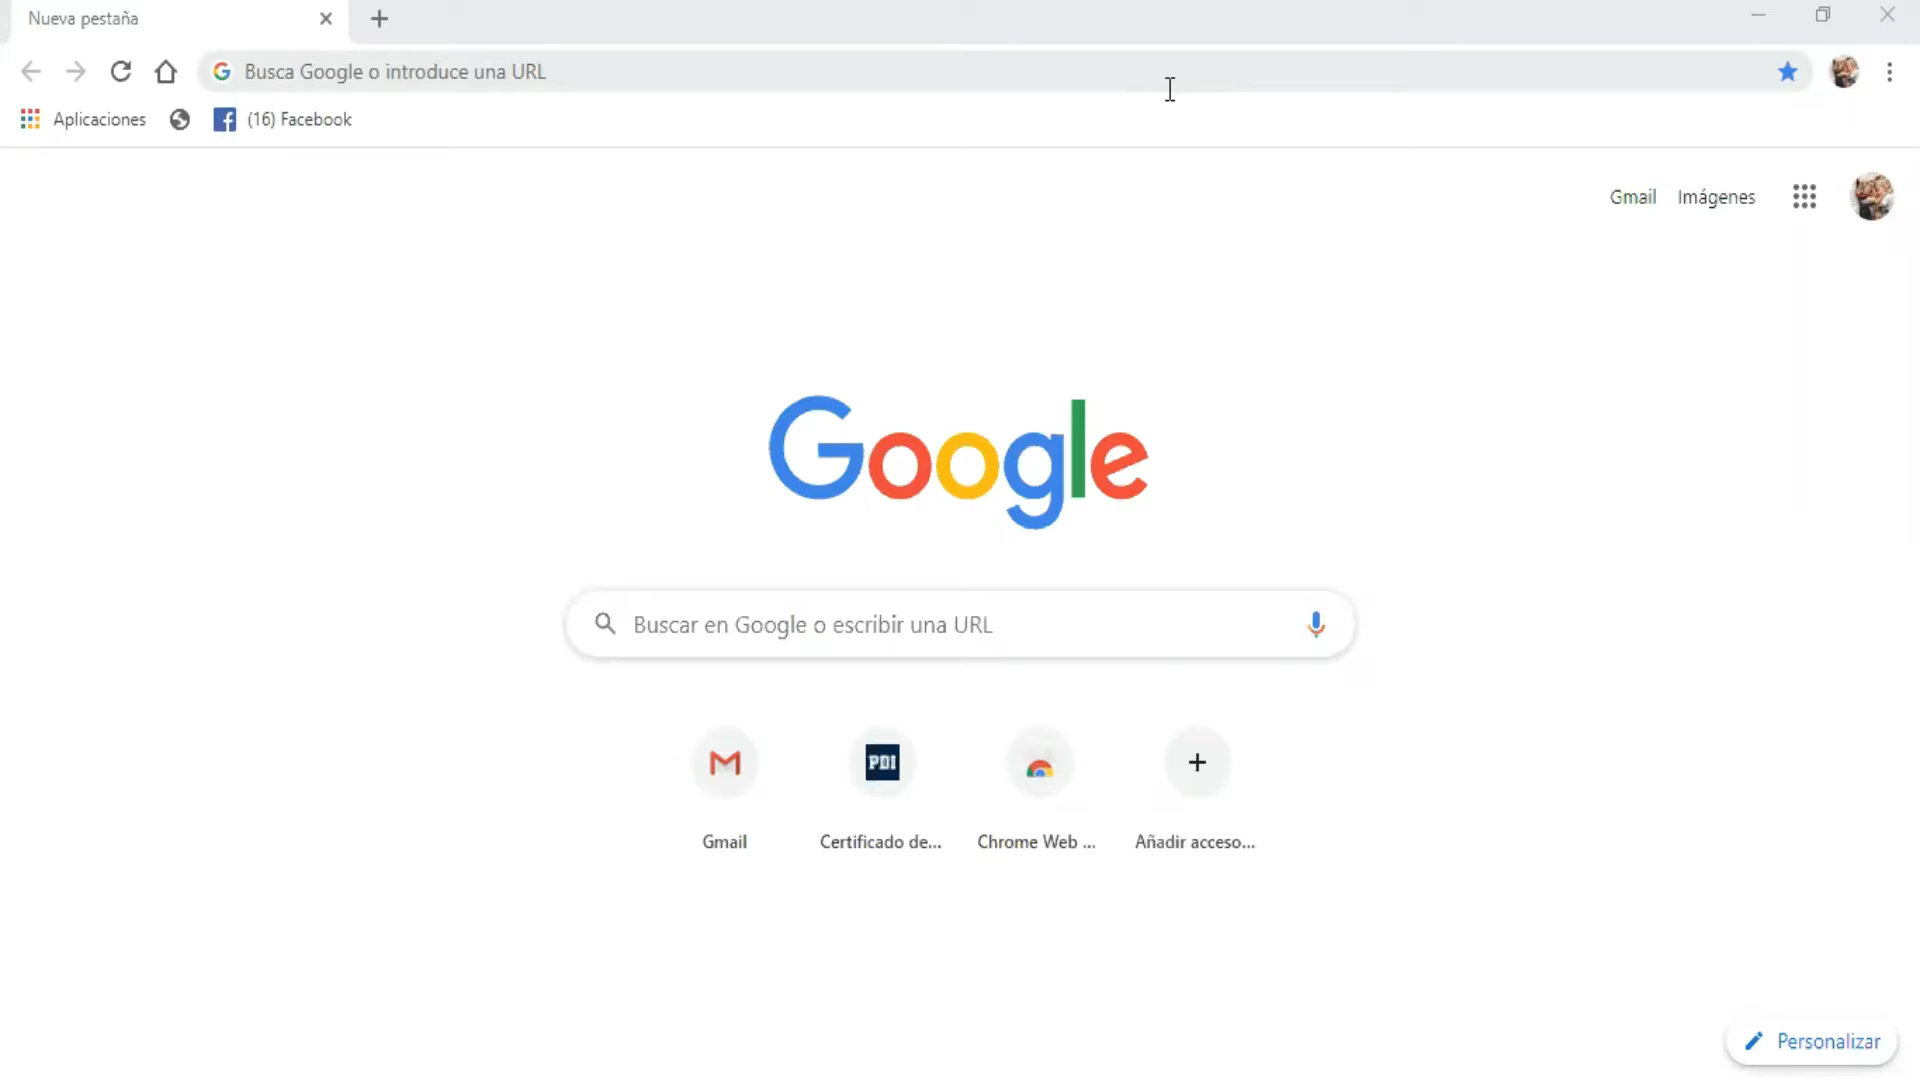 Nueva pestaña
Busca Google o introduce una URL
Aplicaciones
(16) Facebook
Gmail Imágenes
Google
Buscar en Google o escribir una URL
PDI
Gmail Certificado de... Chrome Web ... Añadir acceso...
Personalizar